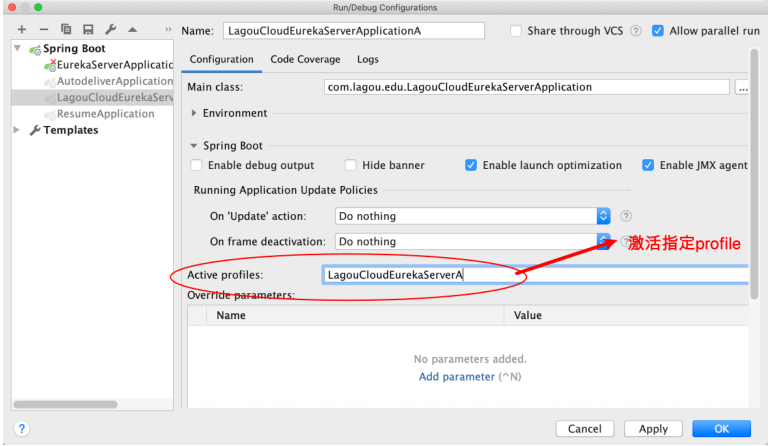 Run/Debug Configurations
Name: LagouCloudEurekaServerApplicationA Share through VCS ? Allow parallel run
Spring Boot
EurekaServerApplicatio
AutodeliverApplication
LagouCloudEurekaServ
ResumeApplication
Templates
Configuration Code Coverage Logs
Main class: com.lagou.edu.LagouCloudEurekaServerApplication ...
Environment
Spring Boot
Enable debug output Hide banner Enable launch optimization Enable JMX agent
Running Application Update Policies
On 'Update' action: Do nothing ?
On frame deactivation: Do nothing ?
激活指定profile
Active profiles: LagouCloudEurekaServerA
Override parameters:
Name Value
No parameters added.
Add parameter (^N)
? Cancel Apply OK